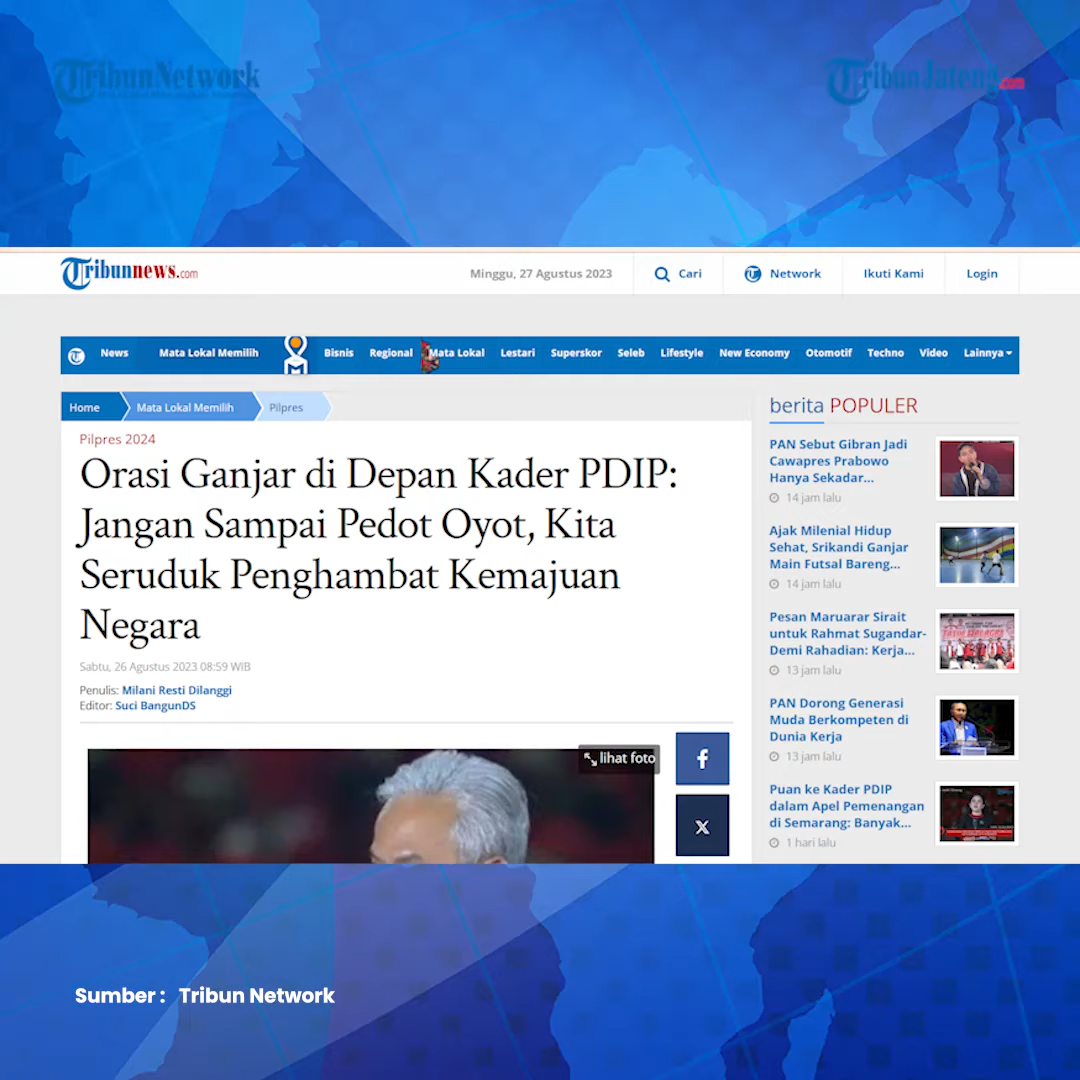 TribunNetwork
TribunJateng.com
Tribunnews.com
Minggu, 27 Agustus 2023
Cari
Network
Ikuti Kami
Login
News
Mata Lokal Memilih
Bisnis
Regional
Mata Lokal
Lestari
Superskor
Seleb
Lifestyle
New Economy
Otomotif
Techno
Video
Lainnya
Home
Mata Lokal Memilih
Pilpres
Pilpres 2024
Orasi Ganjar di Depan Kader PDIP:
Jangan Sampai Pedot Oyot, Kita
Seruduk Penghambat Kemajuan
Negara
Sabtu, 26 Agustus 2023 08:59 WIB
Penulis: Milani Resti Dilanggi
Editor: Suci BangunDS
lihat foto
berita POPULER
PAN Sebut Gibran Jadi
Cawapres Prabowo
Hanya Sekadar...
14 jam lalu
Ajak Milenial Hidup
Sehat, Srikandi Ganjar
Main Futsal Bareng...
14 jam lalu
Pesan Maruarar Sirait
untuk Rahmat Sugandar-
Demi Rahadian: Kerja...
13 jam lalu
PAN Dorong Generasi
Muda Berkompeten di
Dunia Kerja
13 jam lalu
Puan ke Kader PDIP
dalam Apel Pemenangan
di Semarang: Banyak...
1 hari lalu
Sumber : Tribun Network